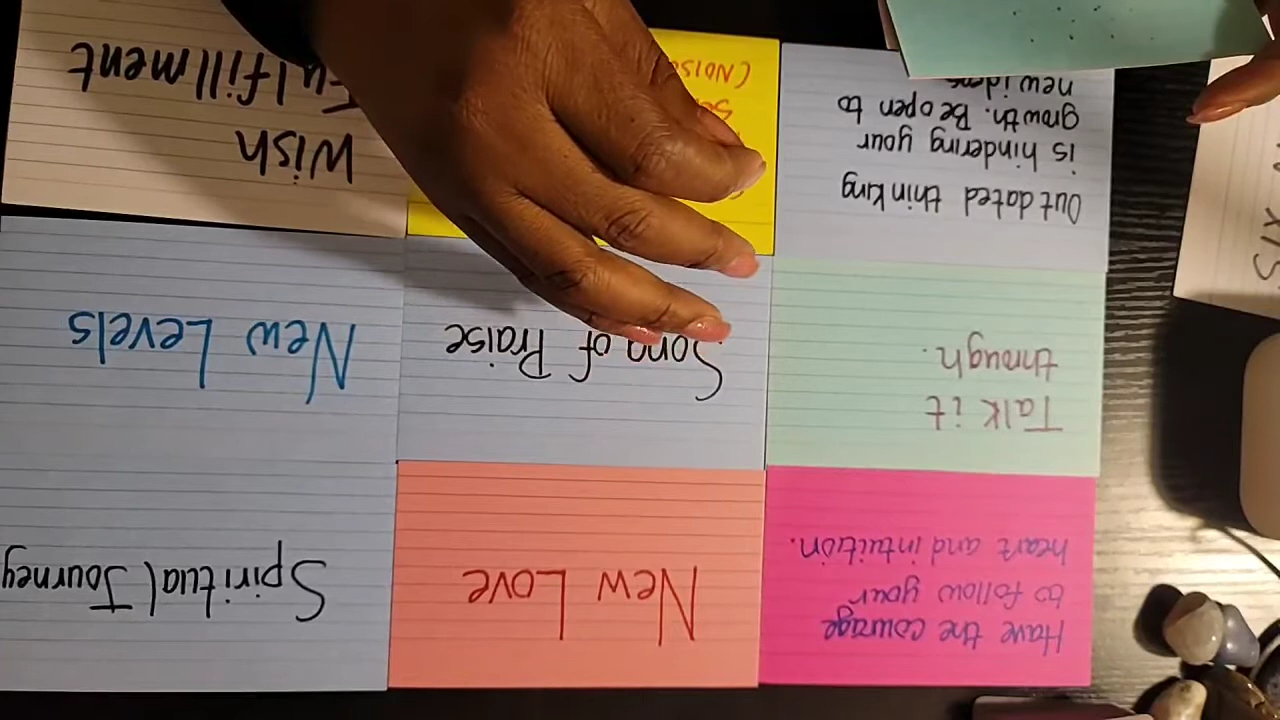 Have the courage
to follow your
heart and intuition.
New Love
Spiritual Journey
Talk it
through.
Song of Praise
New Levels
Outdated thinking
is hindering your
growth. Be open to
new ideas
Wish
Fulfillment